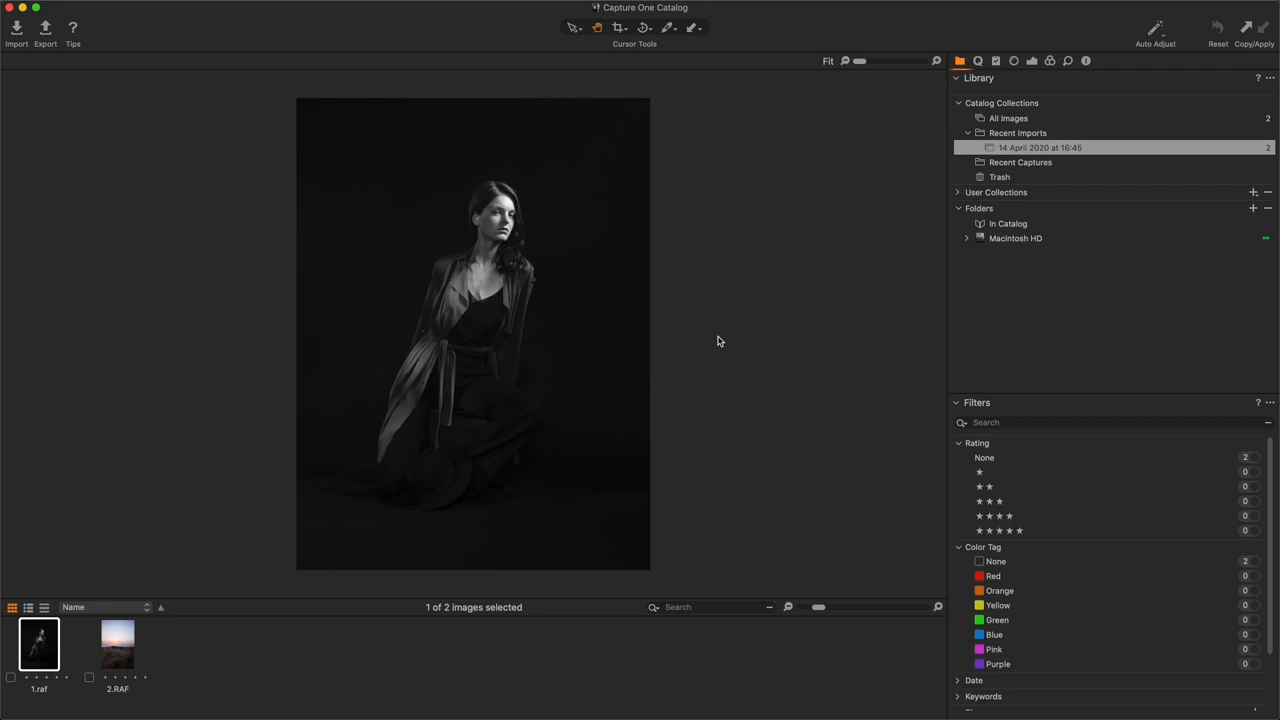 Capture One Catalog
Import
Export
Tips
Cursor Tools
Auto Adjust
Reset
Copy/Apply
Fit
Library
? ...
Catalog Collections
All Images 2
Recent Imports
14 April 2020 at 16:45 2
Recent Captures
Trash
User Collections
Folders
In Catalog
Macintosh HD
Filters
? ...
Search
Rating
None 2
★ 0
★★ 0
★★★ 0
★★★★ 0
★★★★★ 0
Color Tag
None 2
Red 0
Orange 0
Yellow 0
Green 0
Blue 0
Pink 0
Purple 0
Date
Keywords
Name
1 of 2 images selected
Search
1.raf
2.RAF